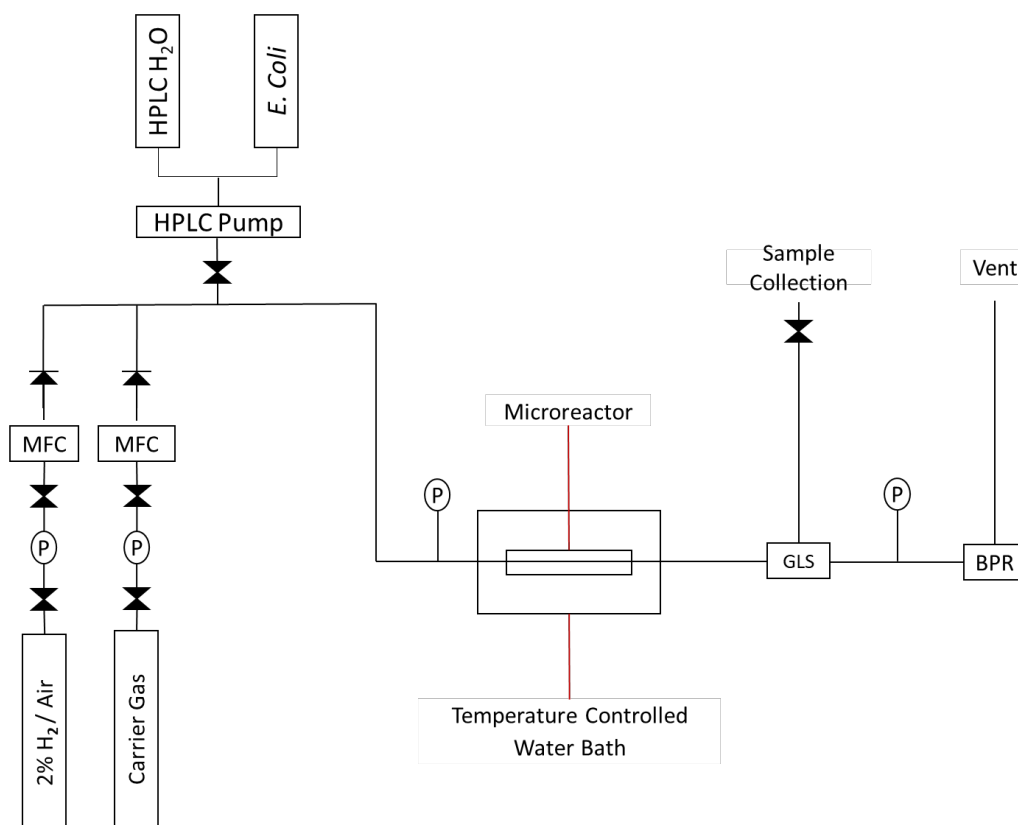 HPLC H₂O
E. Coli
HPLC Pump
Sample
Collection
Vent
Microreactor
MFC
MFC
P
P
P
P
GLS
BPR
2% H₂ / Air
Carrier Gas
Temperature Controlled
Water Bath